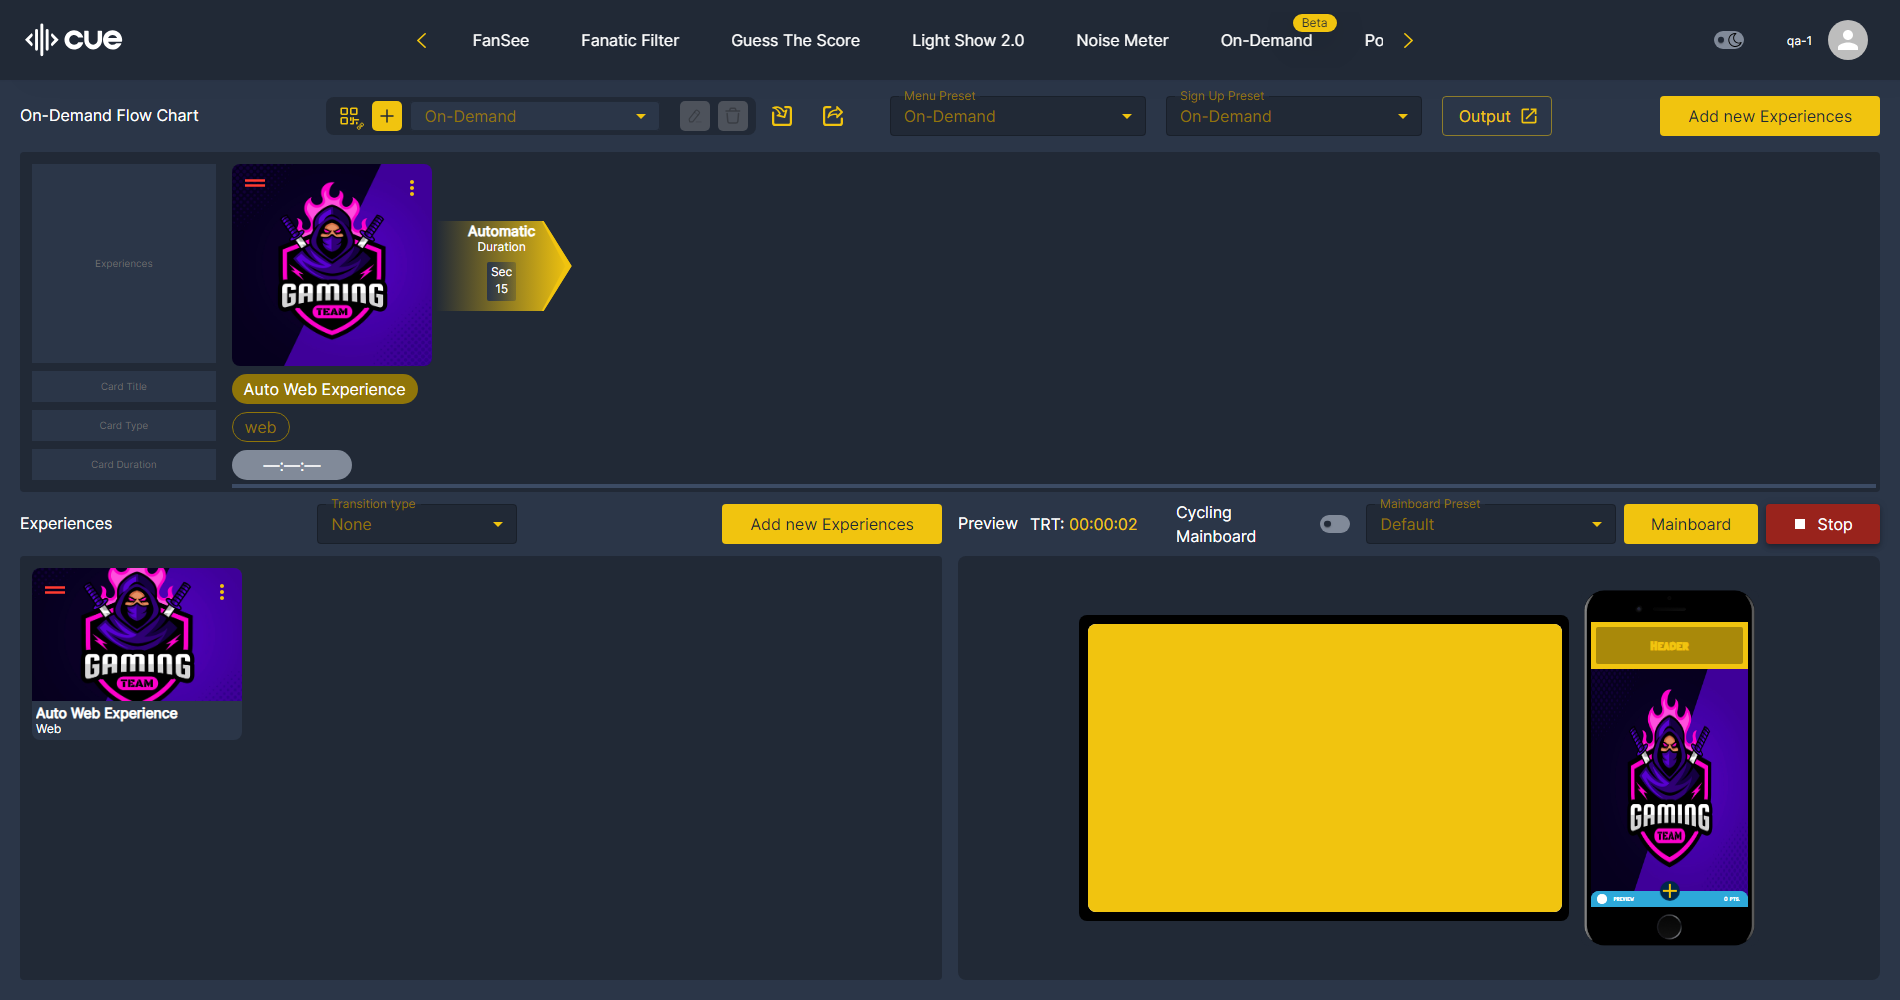 cue
FanSee
Fanatic Filter
Guess The Score
Light Show 2.0
Noise Meter
On-Demand
Beta
Po
qa-1
On-Demand Flow Chart
On-Demand
Menu Preset
On-Demand
Sign Up Preset
On-Demand
Output
Add new Experiences
Experiences
GAMING
TEAM
Automatic
Duration
Sec
15
Card Title
Auto Web Experience
Card Type
web
Card Duration
—:—:—
Experiences
Transition type
None
Add new Experiences
Preview
TRT: 00:00:02
Cycling
Mainboard
Mainboard Preset
Default
Mainboard
Stop
GAMING
TEAM
Auto Web Experience
Web
HEADER
GAMING
TEAM
PREVIEW
0 PTS.